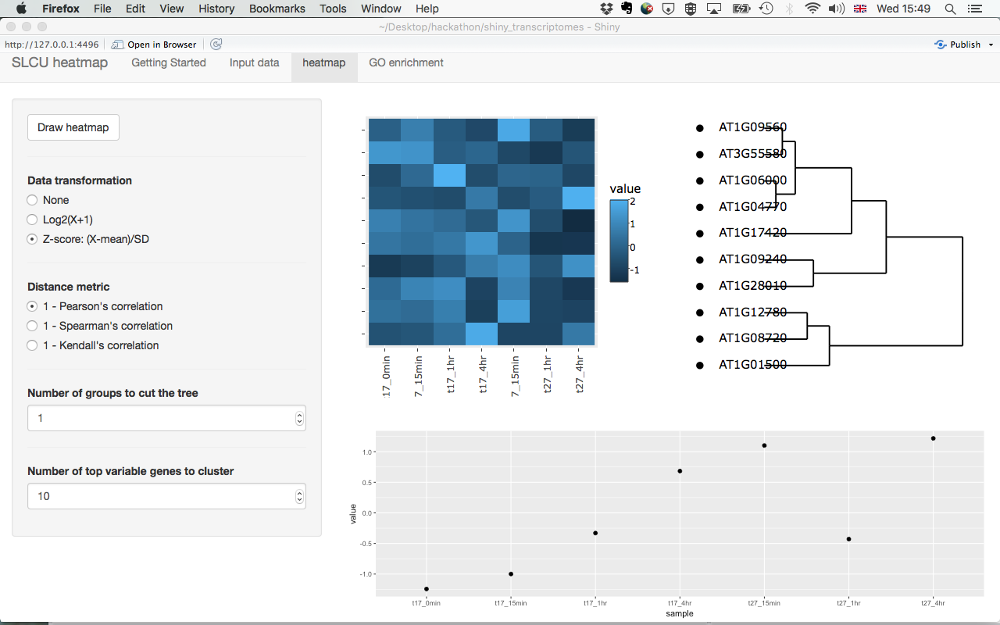 Firefox File Edit View History Bookmarks Tools Window Help Wed 15:49
~/Desktop/hackathon/shiny_transcriptomes - Shiny
http://127.0.0.1:4496 Open in Browser Publish
SLCU heatmap Getting Started Input data heatmap GO enrichment
Draw heatmap
Data transformation
None
Log2(X+1)
Z-score: (X-mean)/SD
Distance metric
1 - Pearson's correlation
1 - Spearman's correlation
1 - Kendall's correlation
Number of groups to cut the tree
1
Number of top variable genes to cluster
10
value
2
1
0
-1
:17_0min
7_15min
t17_1hr
t17_4hr
7_15min
t27_1hr
t27_4hr
AT1G09560
AT3G55580
AT1G06000
AT1G04770
AT1G17420
AT1G09240
AT1G28010
AT1G12780
AT1G08720
AT1G01500
value
1.0
0.5
0.0
-0.5
-1.0
t17_0min t17_15min t17_1hr t17_4hr t27_15min t27_1hr t27_4hr
sample